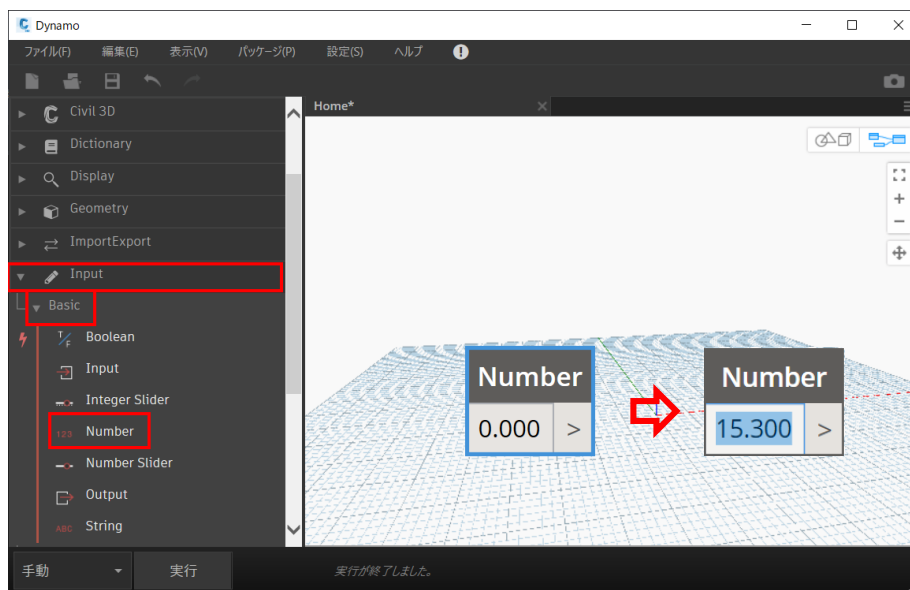 Dynamo
ファイル(F) 編集(E) 表示(V) パッケージ(P) 設定(S) ヘルプ
Home*
Civil 3D
Dictionary
Display
Geometry
ImportExport
Input
Basic
Boolean
Input
Integer Slider
123 Number
Number Slider
Output
ABC String
Number
0.000 >
Number
15.300 >
手動 実行 実行が終了しました。